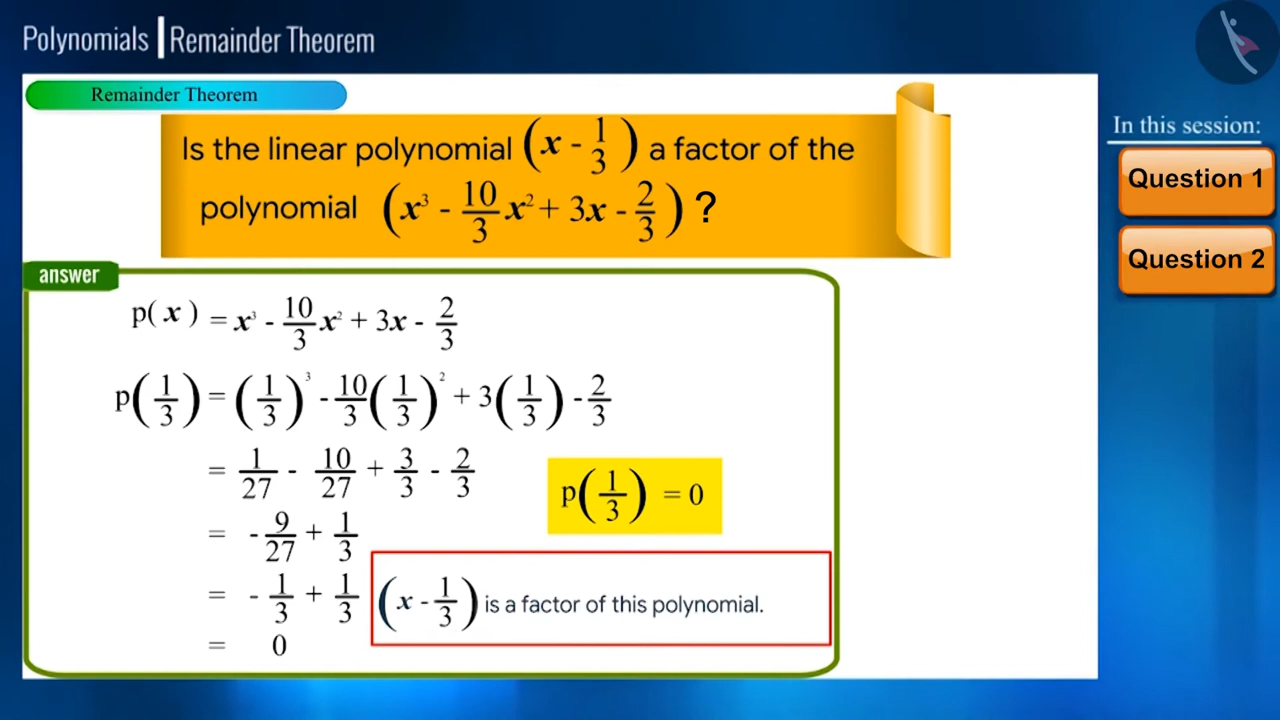 Polynomials | Remainder Theorem
Remainder Theorem
In this session:
Question 1
Question 2
Is the linear polynomial (x - 1/3) a factor of the
polynomial (x³ - 10/3 x² + 3x - 2/3) ?
answer
p(x) = x³ - 10/3 x² + 3x - 2/3
p(1/3) = (1/3)³ - 10/3 (1/3)² + 3(1/3) - 2/3
= 1/27 - 10/27 + 3/3 - 2/3
p(1/3) = 0
= - 9/27 + 1/3
= - 1/3 + 1/3
(x - 1/3) is a factor of this polynomial.
= 0